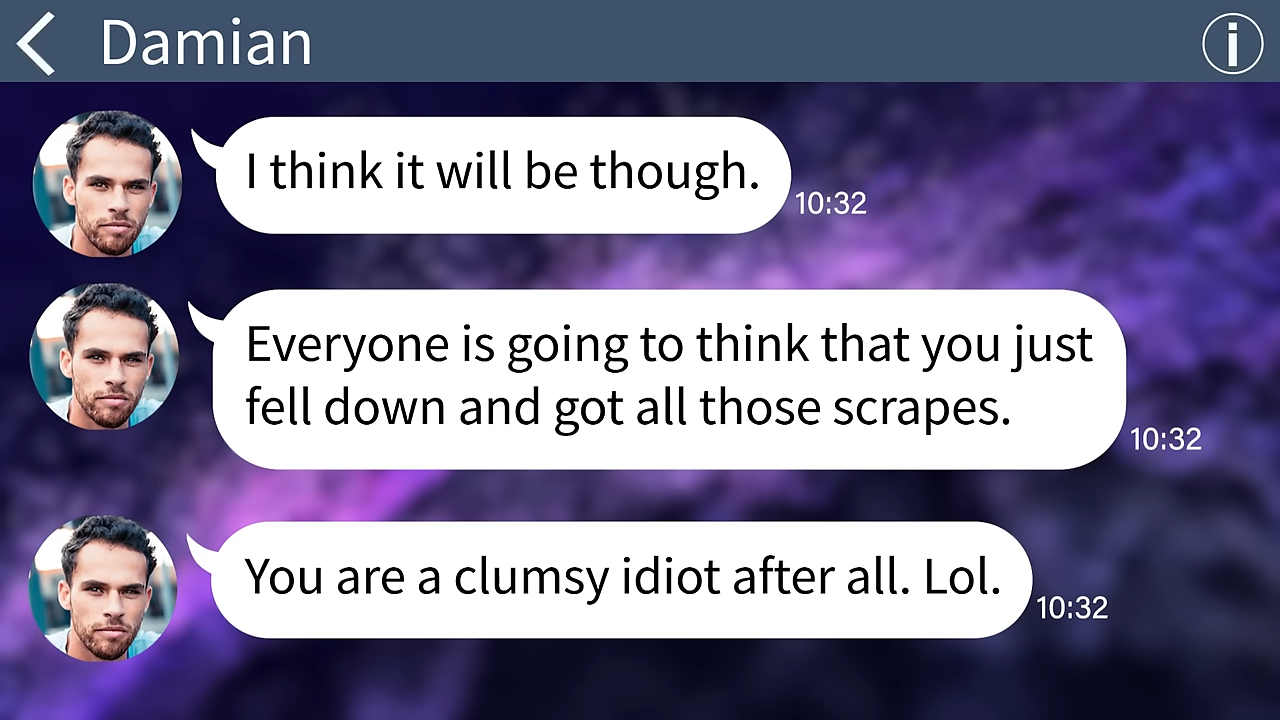 Damian
I think it will be though.
10:32
Everyone is going to think that you just
fell down and got all those scrapes.
10:32
You are a clumsy idiot after all. Lol.
10:32